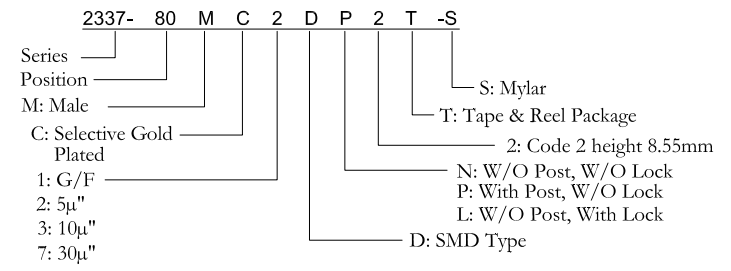 2337- 80 M C 2 D P 2 T -S
Series
Position
M: Male
C: Selective Gold
Plated
1: G/F
2: 5μ"
3: 10μ"
7: 30μ"
S: Mylar
T: Tape & Reel Package
2: Code 2 height 8.55mm
N: W/O Post, W/O Lock
P: With Post, W/O Lock
L: W/O Post, With Lock
D: SMD Type